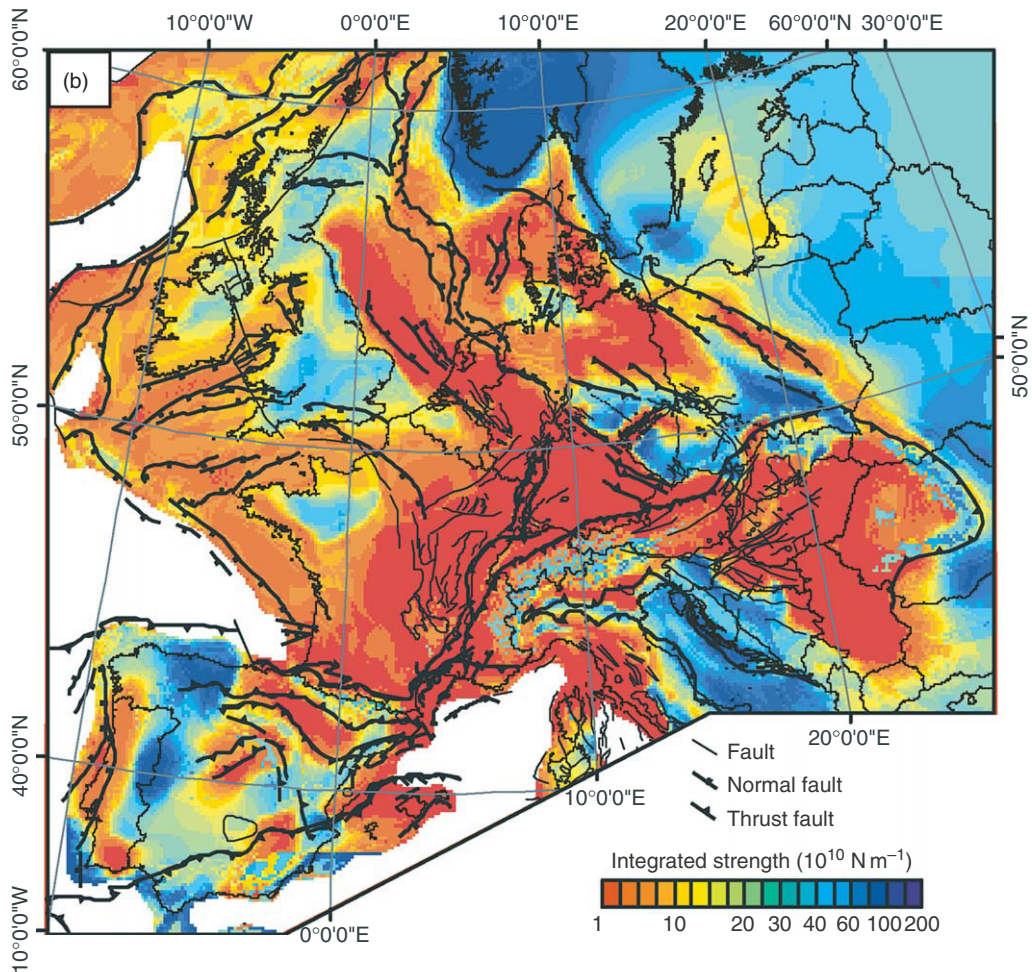 10°0'0"W 0°0'0"E 10°0'0"E 20°0'0"E 60°0'0"N 30°0'0"E
60°0'0"N
(b)
50°0'0"N
50°0'0"N
40°0'0"N
20°0'0"E
Fault
Normal fault
10°0'0"E
Thrust fault
Integrated strength (10¹⁰ N m⁻¹)
1 10 20 30 40 60 100 200
10°0'0"W
0°0'0"E